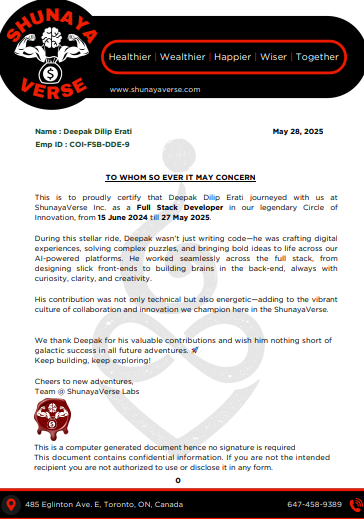 SHUNAYA
VERSE
Healthier | Wealthier | Happier | Wiser | Together
www.shunayaverse.com
Name : Deepak Dilip Erati
May 28, 2025
Emp ID : COI-FSB-DDE-9
TO WHOM SO EVER IT MAY CONCERN
This is to proudly certify that Deepak Dilip Erati journeyed with us at
ShunayaVerse Inc. as a Full Stack Developer in our legendary Circle of
Innovation, from 15 June 2024 till 27 May 2025.
During this stellar ride, Deepak wasn't just writing code—he was crafting digital
experiences, solving complex puzzles, and bringing bold ideas to life across our
AI-powered platforms. He worked seamlessly across the full stack, from
designing slick front-ends to building brains in the back-end, always with
curiosity, clarity, and creativity.
His contribution was not only technical but also energetic—adding to the vibrant
culture of collaboration and innovation we champion here in the ShunayaVerse.
We thank Deepak for his valuable contributions and wish him nothing short of
galactic success in all future adventures. 🚀
Keep building, keep exploring!
Cheers to new adventures,
Team @ ShunayaVerse Labs
This is a computer generated document hence no signature is required
This document contains confidential information. If you are not the intended
recipient you are not authorized to use or disclose it in any form.
0
485 Eglinton Ave. E, Toronto, ON, Canada
647-458-9389